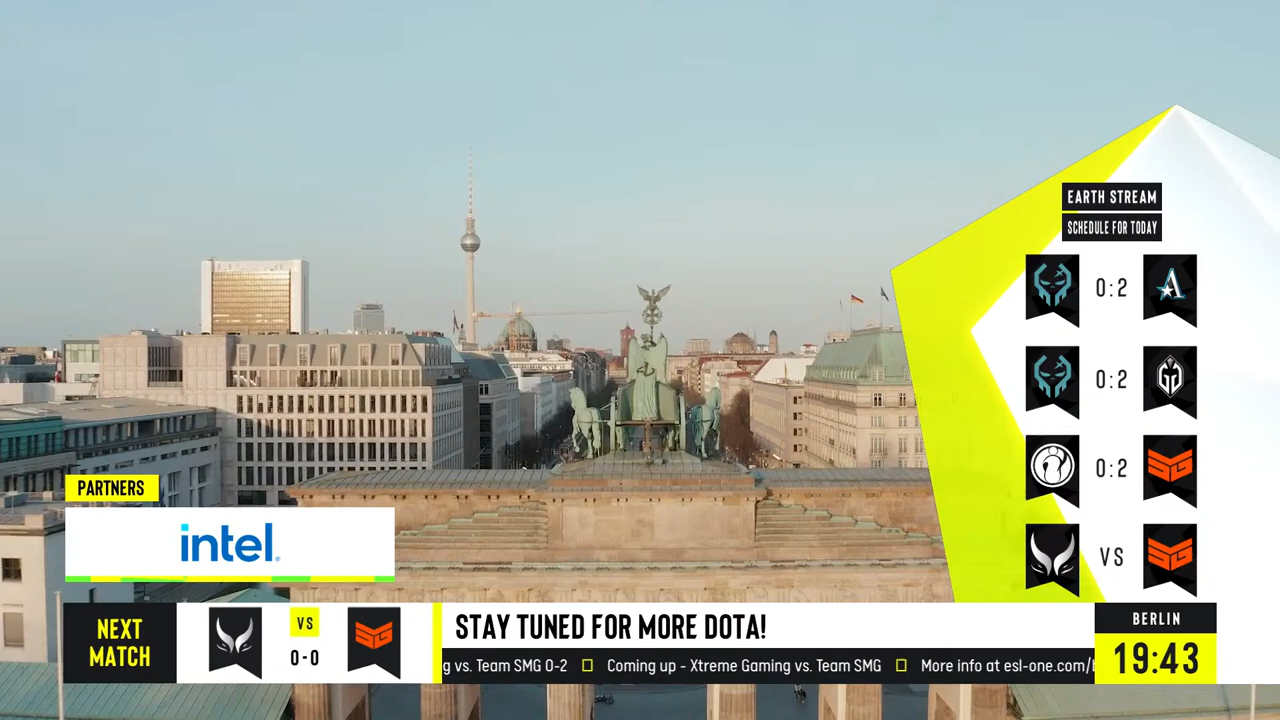 EARTH STREAM
SCHEDULE FOR TODAY
0:2
0:2
0:2
VS
PARTNERS
intel.
NEXT
MATCH
VS
0-0
STAY TUNED FOR MORE DOTA!
g vs. Team SMG 0-2 Coming up - Xtreme Gaming vs. Team SMG More info at esl-one.com/
BERLIN
19:43